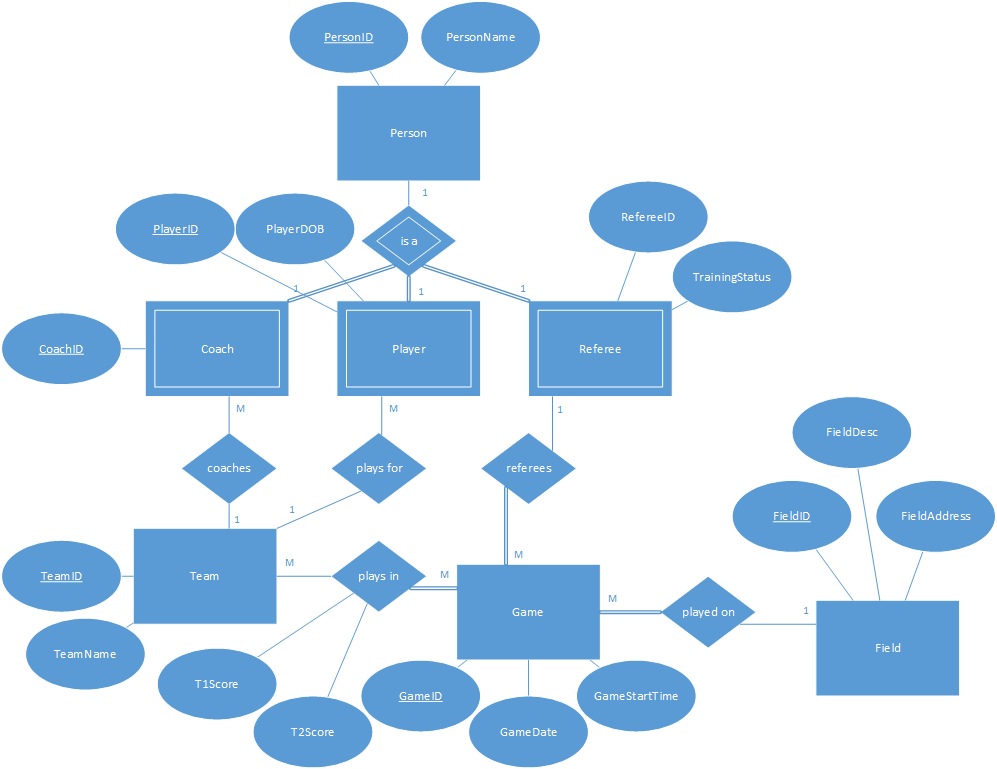 PersonID
PersonName
Person
1
PlayerID
PlayerDOB
is a
RefereeID
TrainingStatus
1
1
1
CoachID
Coach
Player
Referee
M
M
1
FieldDesc
coaches
plays for
referees
FieldID
FieldAddress
1
1
M
TeamID
Team
M
plays in
M
Game
M
played on
1
Field
TeamName
T1Score
T2Score
GameID
GameDate
GameStartTime